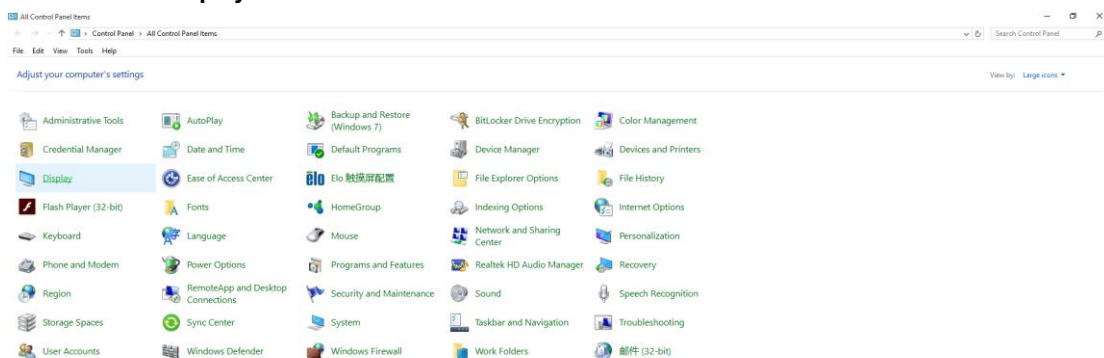 All Control Panel Items
Control Panel > All Control Panel Items
Search Control Panel
File Edit View Tools Help
Adjust your computer's settings
View by: Large icons
Administrative Tools
AutoPlay
Backup and Restore
(Windows 7)
BitLocker Drive Encryption
Color Management
Credential Manager
Date and Time
Default Programs
Device Manager
Devices and Printers
Display
Ease of Access Center
elo
Elo 触摸屏配置
File Explorer Options
File History
Flash Player (32-bit)
Fonts
HomeGroup
Indexing Options
Internet Options
Keyboard
Language
Mouse
Network and Sharing
Center
Personalization
Phone and Modem
Power Options
Programs and Features
Realtek HD Audio Manager
Recovery
Region
RemoteApp and Desktop
Connections
Security and Maintenance
Sound
Speech Recognition
Storage Spaces
Sync Center
System
Taskbar and Navigation
Troubleshooting
User Accounts
Windows Defender
Windows Firewall
Work Folders
邮件 (32-bit)